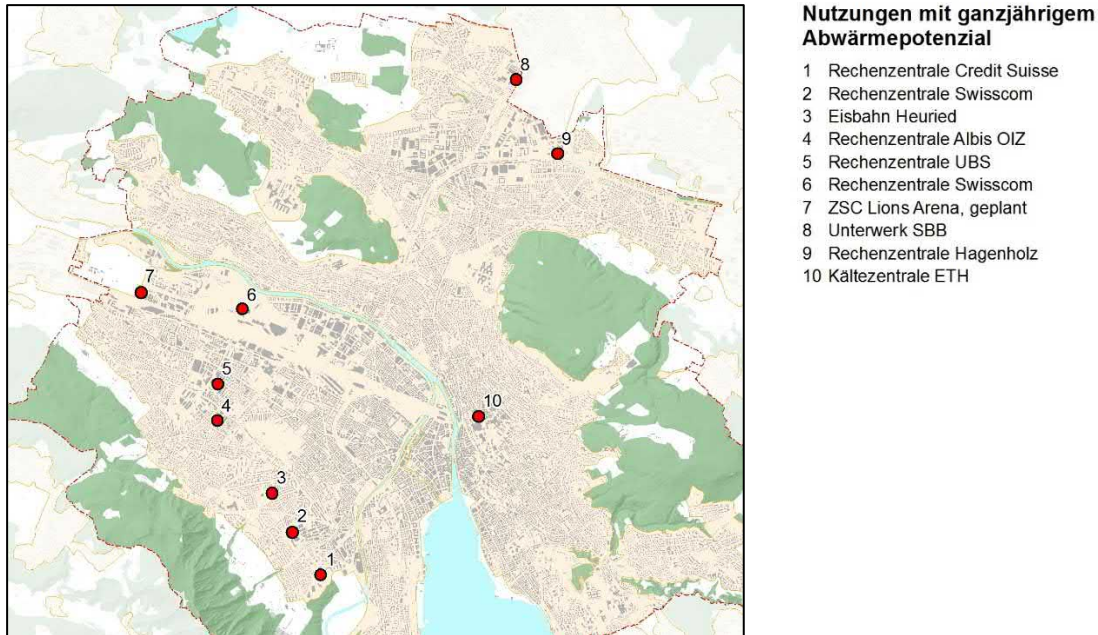 Nutzungen mit ganzjährigem
Abwärmepotenzial
1 Rechenzentrale Credit Suisse
2 Rechenzentrale Swisscom
3 Eisbahn Heuried
4 Rechenzentrale Albis OIZ
5 Rechenzentrale UBS
6 Rechenzentrale Swisscom
7 ZSC Lions Arena, geplant
8 Unterwerk SBB
9 Rechenzentrale Hagenholz
10 Kältezentrale ETH
8
9
7
6
5
4
10
3
2
1